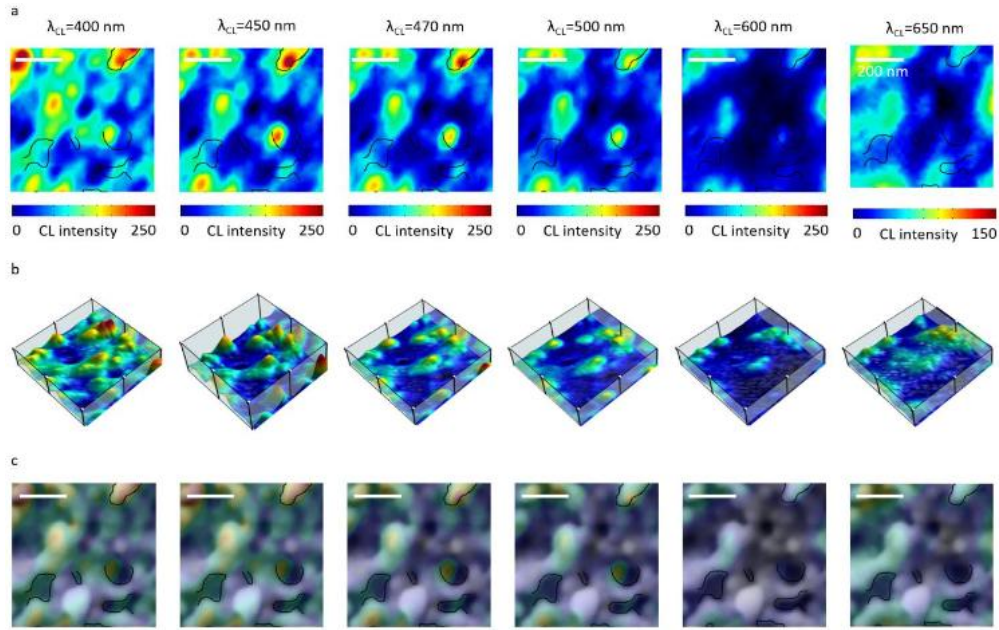 a
λCL=400 nm λCL=450 nm λCL=470 nm λCL=500 nm λCL=600 nm λCL=650 nm
200 nm
0 250 0 250 0 250 0 250 0 250 0 150
CL intensity CL intensity CL intensity CL intensity CL intensity CL intensity
b
c